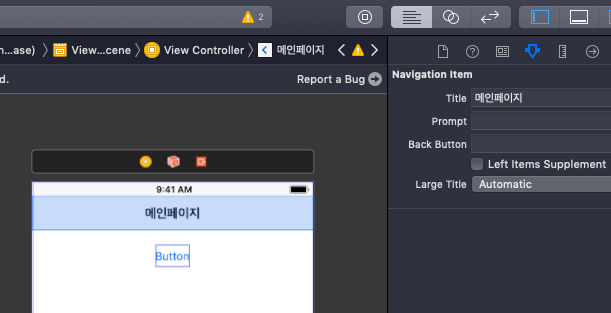 2
n...ase) View...cene View Controller 메인페이지
d. Report a Bug
Navigation Item
Title 메인페이지
Prompt
Back Button
Left Items Supplement
Large Title Automatic
9:41 AM
메인페이지
Button